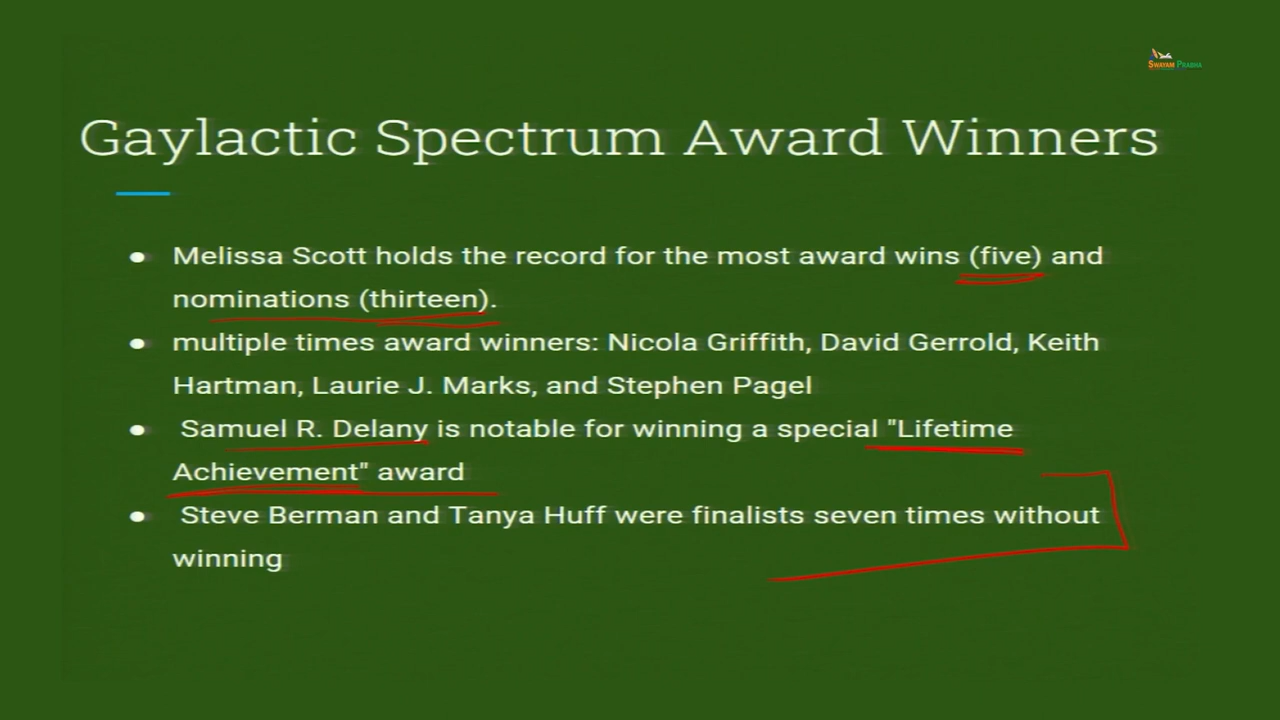 SWAYAM PRABHA
Gaylactic Spectrum Award Winners
● Melissa Scott holds the record for the most award wins (five) and
nominations (thirteen).
● multiple times award winners: Nicola Griffith, David Gerrold, Keith
Hartman, Laurie J. Marks, and Stephen Pagel
● Samuel R. Delany is notable for winning a special "Lifetime
Achievement" award
● Steve Berman and Tanya Huff were finalists seven times without
winning